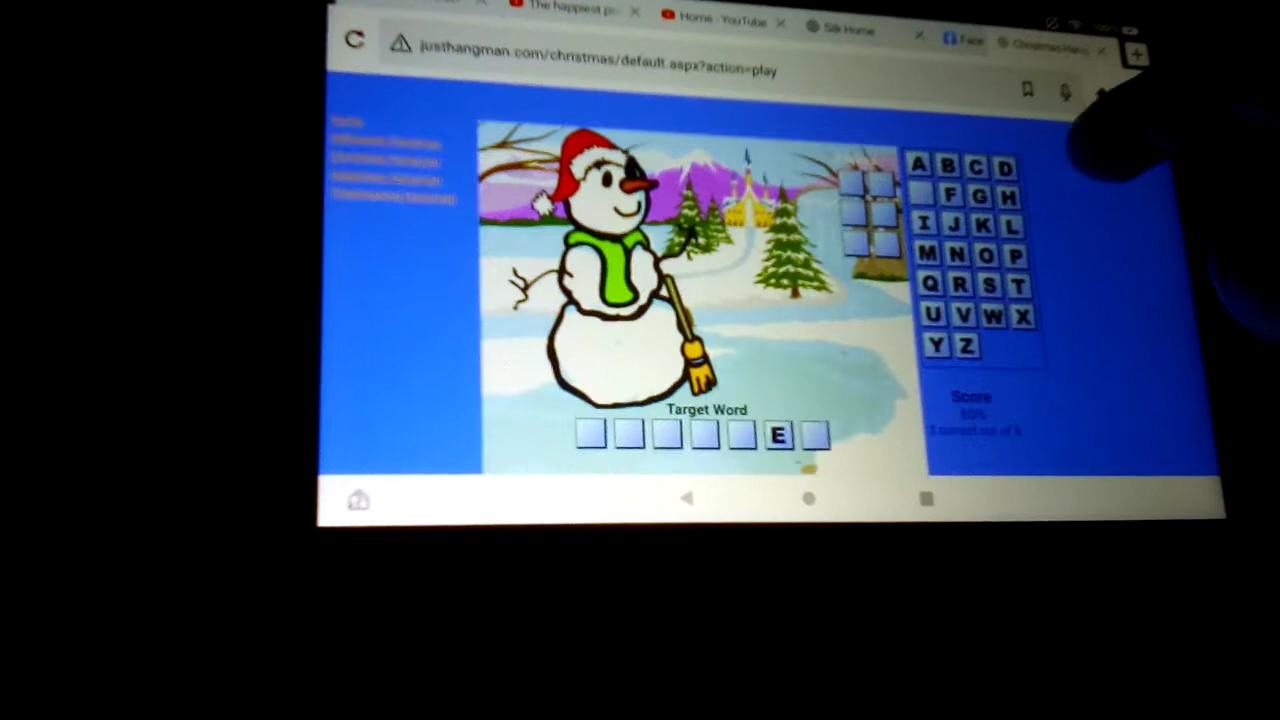 The happiest
Home - YouTube
Silk Home
justhangman.com/christmas/default.aspx?action=play
A B C D
F G H
I J K L
M N O P
Q R S T
U V W X
Y Z
Target Word
E
Score